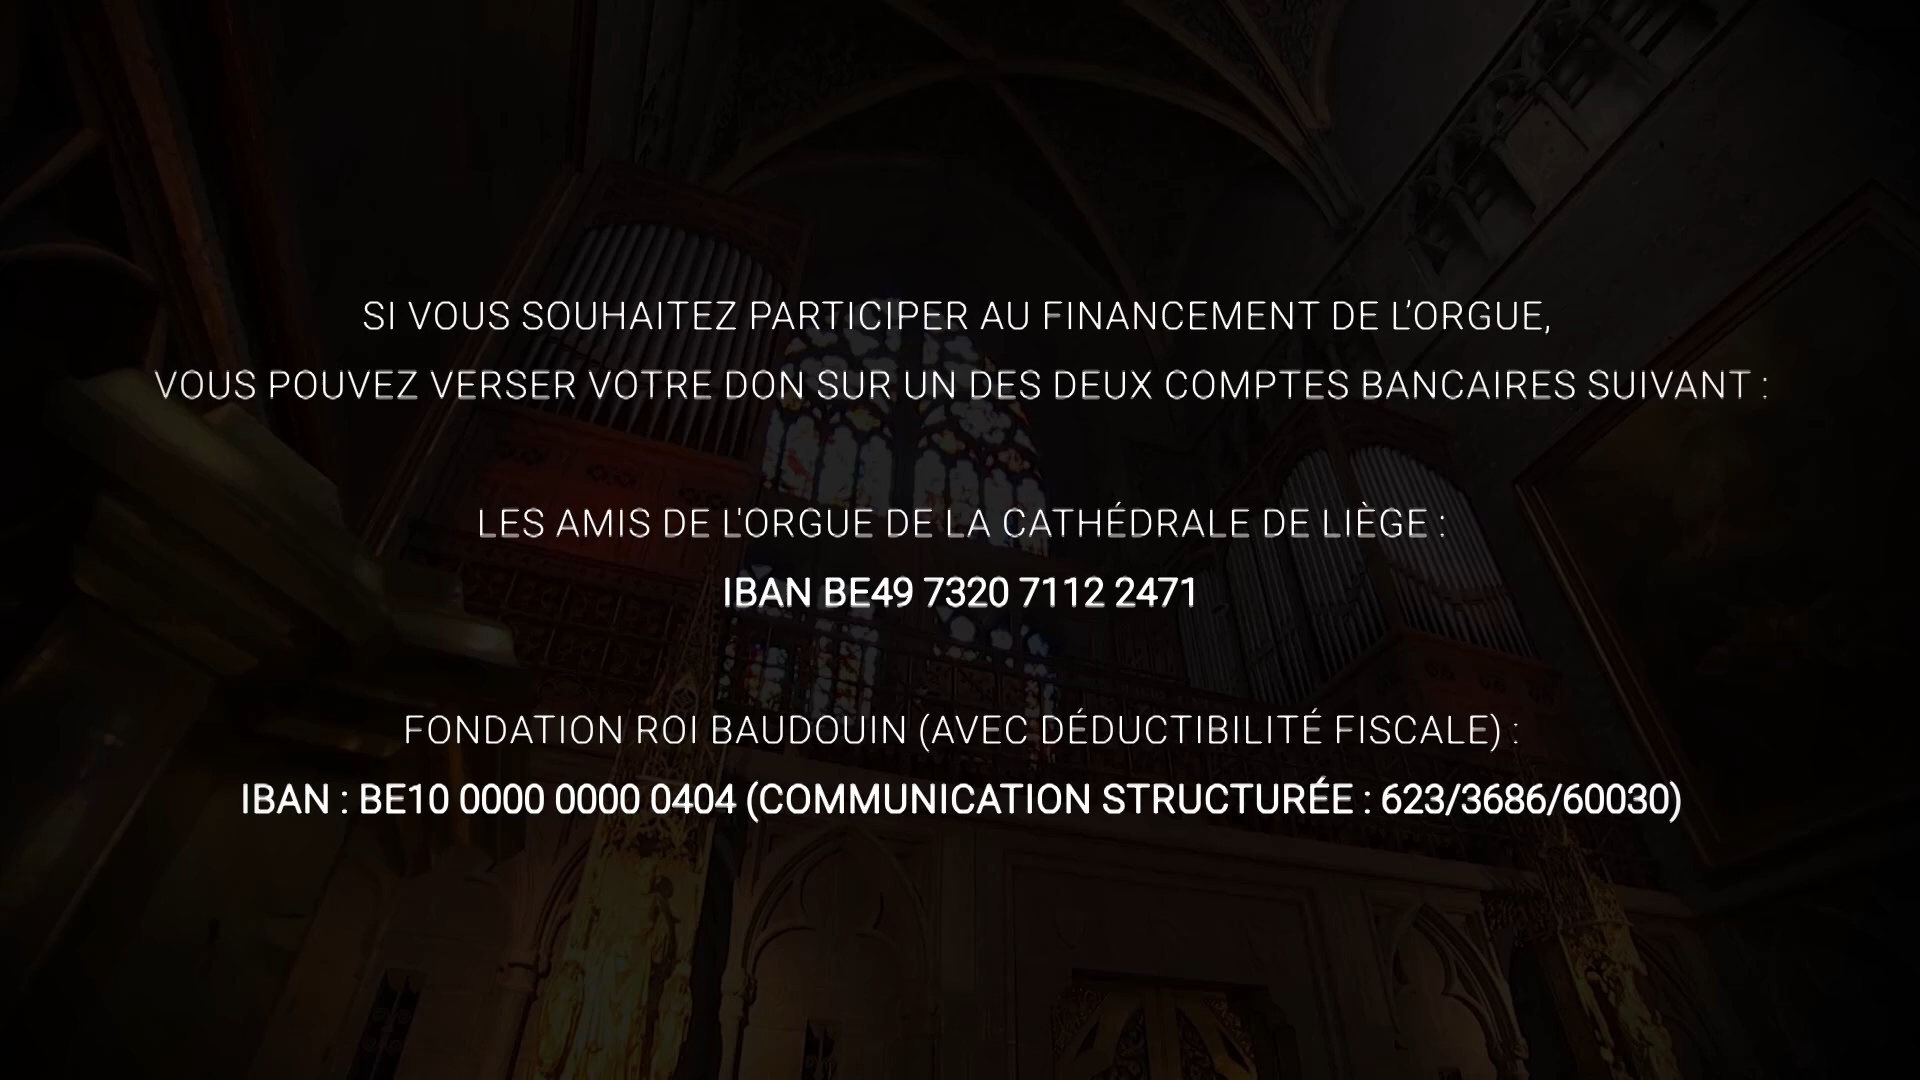 SI VOUS SOUHAITEZ PARTICIPER AU FINANCEMENT DE L’ORGUE,
VOUS POUVEZ VERSER VOTRE DON SUR UN DES DEUX COMPTES BANCAIRES SUIVANT :
LES AMIS DE L'ORGUE DE LA CATHÉDRALE DE LIÈGE :
IBAN BE49 7320 7112 2471
FONDATION ROI BAUDOUIN (AVEC DÉDUCTIBILITÉ FISCALE) :
IBAN : BE10 0000 0000 0404 (COMMUNICATION STRUCTURÉE : 623/3686/60030)